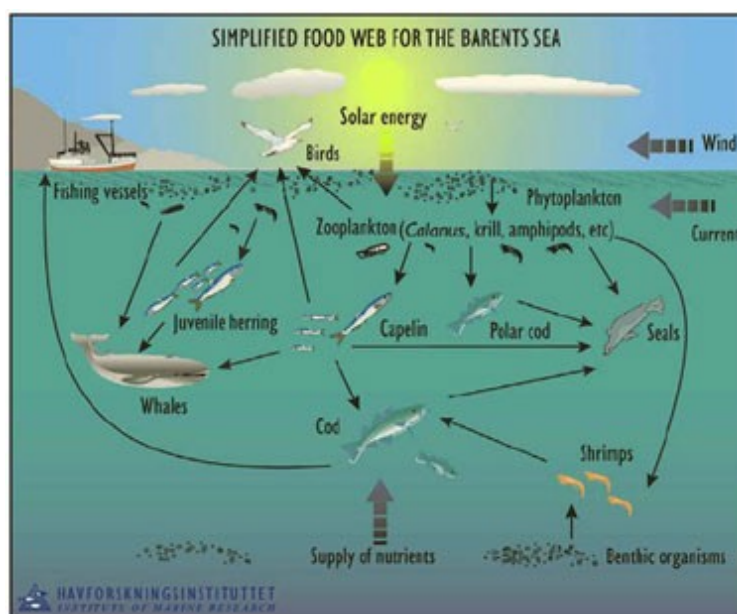 SIMPLIFIED FOOD WEB FOR THE BARENTS SEA
Solar energy
Birds
Wind
Fishing vessels
Phytoplankton
Zooplankton (Calanus, krill, amphipods, etc)
Current
Juvenile herring
Capelin
Polar cod
Seals
Whales
Cod
Shrimps
Supply of nutrients
Benthic organisms
HAVFORSKNINGSINSTITUTTET
INSTITUTE OF MARINE RESEARCH